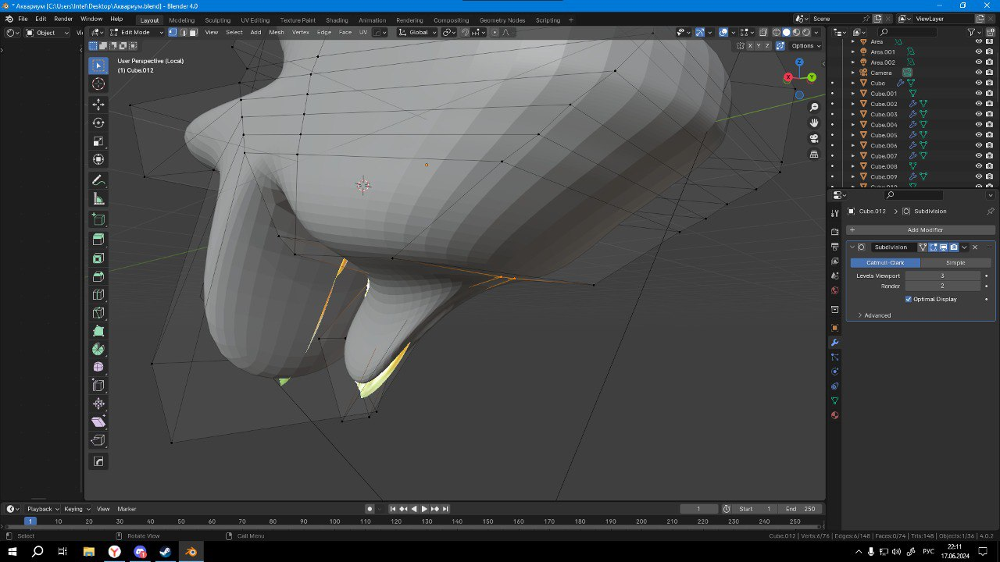 * Аквариум [C:\Users\Intel\Desktop\Аквариум.blend] - Blender 4.0
File Edit Render Window Help Layout Modeling Sculpting UV Editing Texture Paint Shading Animation Rendering Compositing Geometry Nodes Scripting + Scene ViewLayer
Object Edit Mode View Select Add Mesh Vertex Edge Face UV Global
X Y Z Options
User Perspective (Local)
(1) Cube.012
Z
X Y
Area
Area.001
Area.002
Camera
Cube
Cube.001
Cube.002
Cube.003
Cube.004
Cube.005
Cube.006
Cube.007
Cube.008
Cube.009
Cube.010
Cube.012 > Subdivision
+ Add Modifier
Subdivision
Catmull-Clark Simple
Levels Viewport 3
Render 2
Optimal Display
Advanced
Playback Keying View Marker 1 Start 1 End 250
1 10 20 30 40 50 60 70 80 90 100 110 120 130 140 150 160 170 180 190 200 210 220 230 240 250
Select Rotate View Call Menu Cube.012 | Verts:6/76 | Edges:6/148 | Faces:0/74 | Tris:148 | Objects:1/36 | 4.0.2
РУС
22:11
17.06.2024